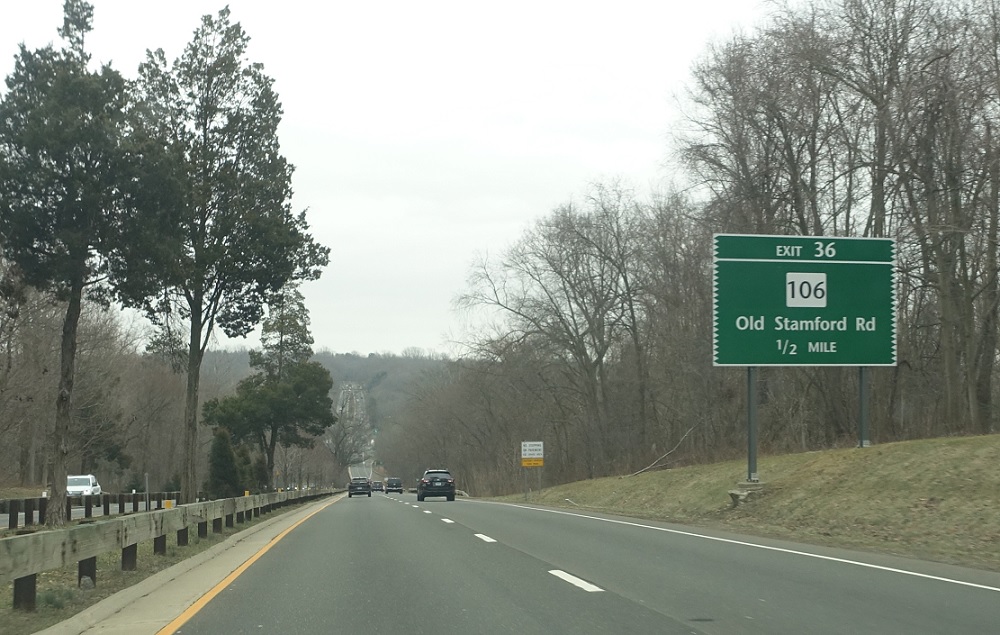 EXIT 36
106
Old Stamford Rd
1/2 MILE